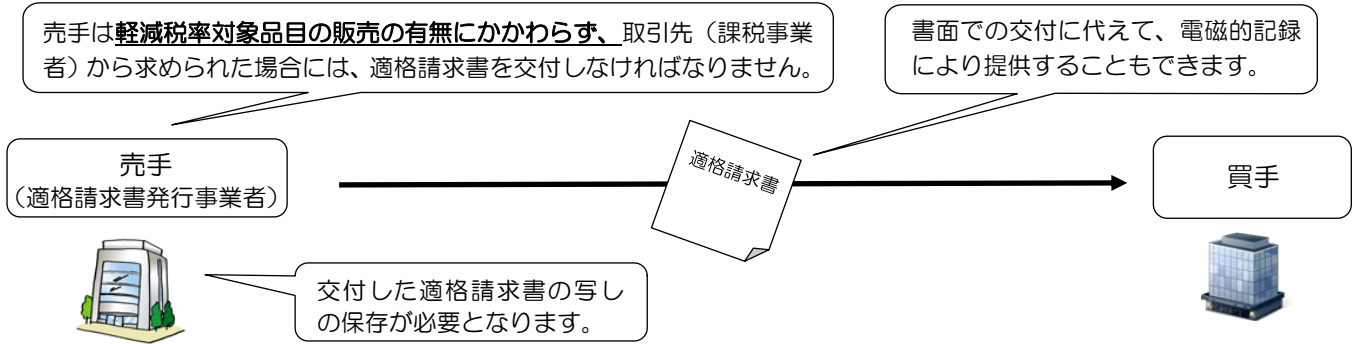 売手は軽減税率対象品目の販売の有無にかかわらず、取引先（課税事業
者）から求められた場合には、適格請求書を交付しなければなりません。
書面での交付に代えて、電磁的記録
により提供することもできます。
売手
（適格請求書発行事業者）
適格請求書
買手
交付した適格請求書の写し
の保存が必要となります。